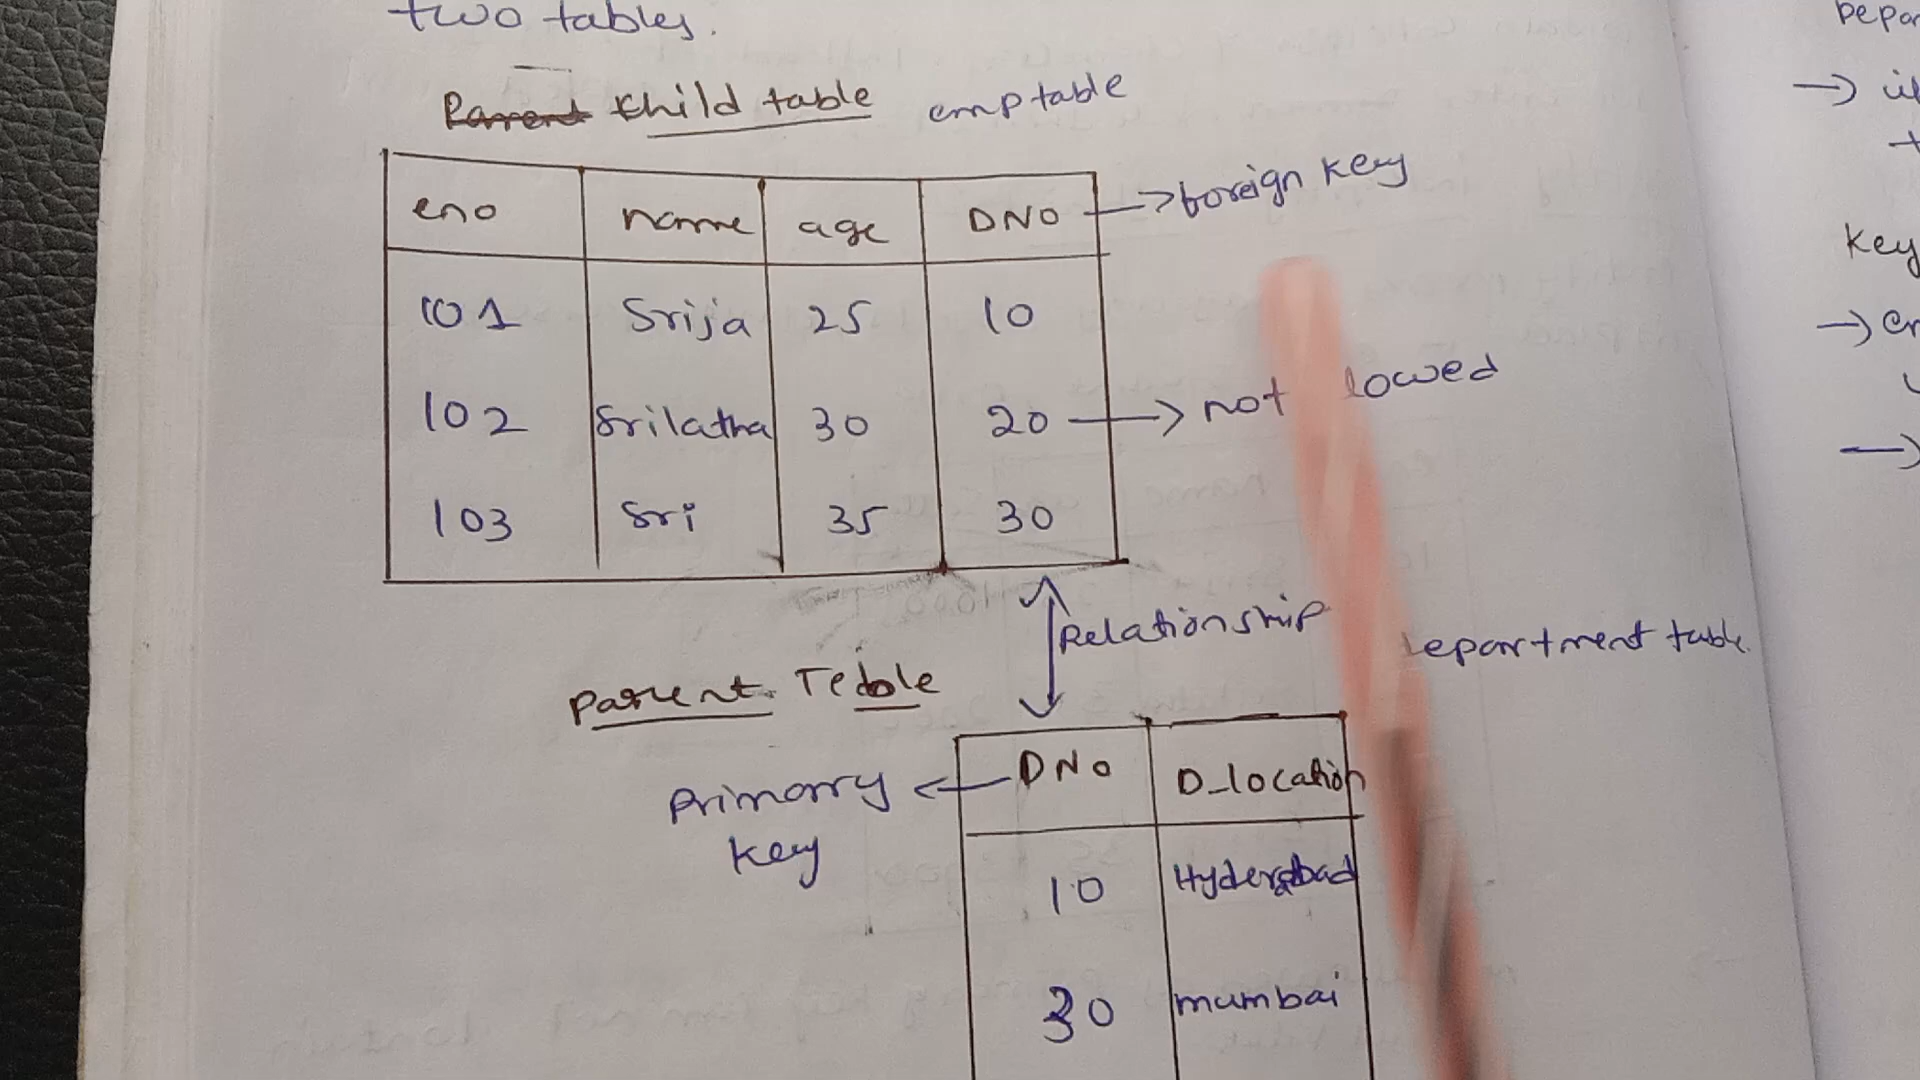 two tables.
Parent Child table emp table
eno name age DNO → foreign key
101 Srija 25 10
102 Srilatha 30 20 → not lowed
103 Sri 35 30
Relationship
epartment table
Parent Table
Primarry key ← DNO D_location
10 Hyderabad
30 mumbai
Key